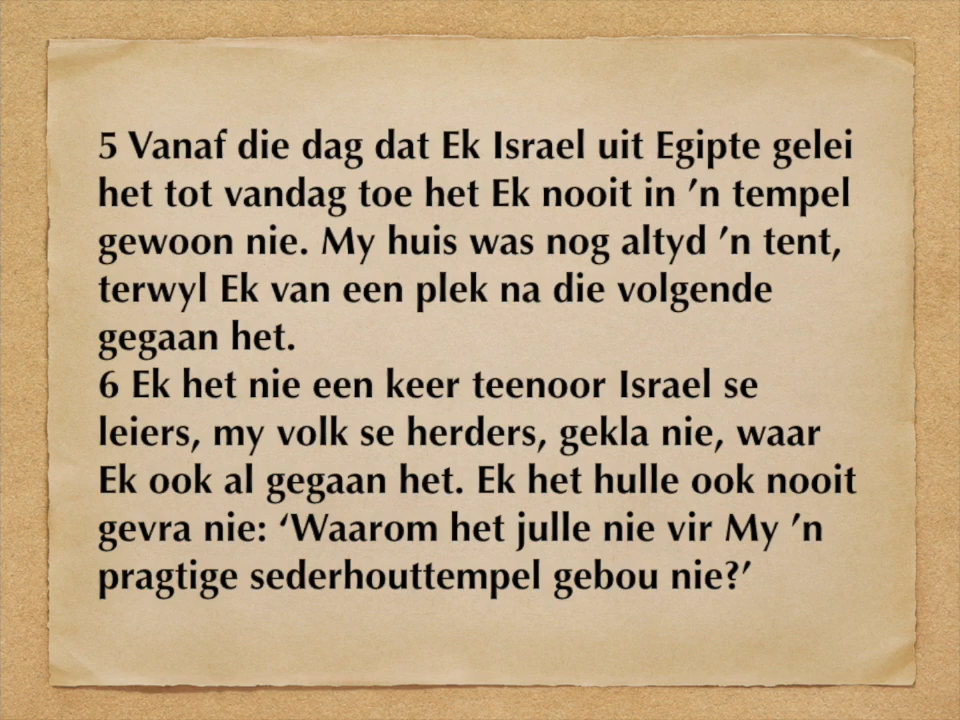 5 Vanaf die dag dat Ek Israel uit Egipte gelei
het tot vandag toe het Ek nooit in ’n tempel
gewoon nie. My huis was nog altyd ’n tent,
terwyl Ek van een plek na die volgende
gegaan het.
6 Ek het nie een keer teenoor Israel se
leiers, my volk se herders, gekla nie, waar
Ek ook al gegaan het. Ek het hulle ook nooit
gevra nie: ‘Waarom het julle nie vir My ’n
pragtige sederhouttempel gebou nie?’